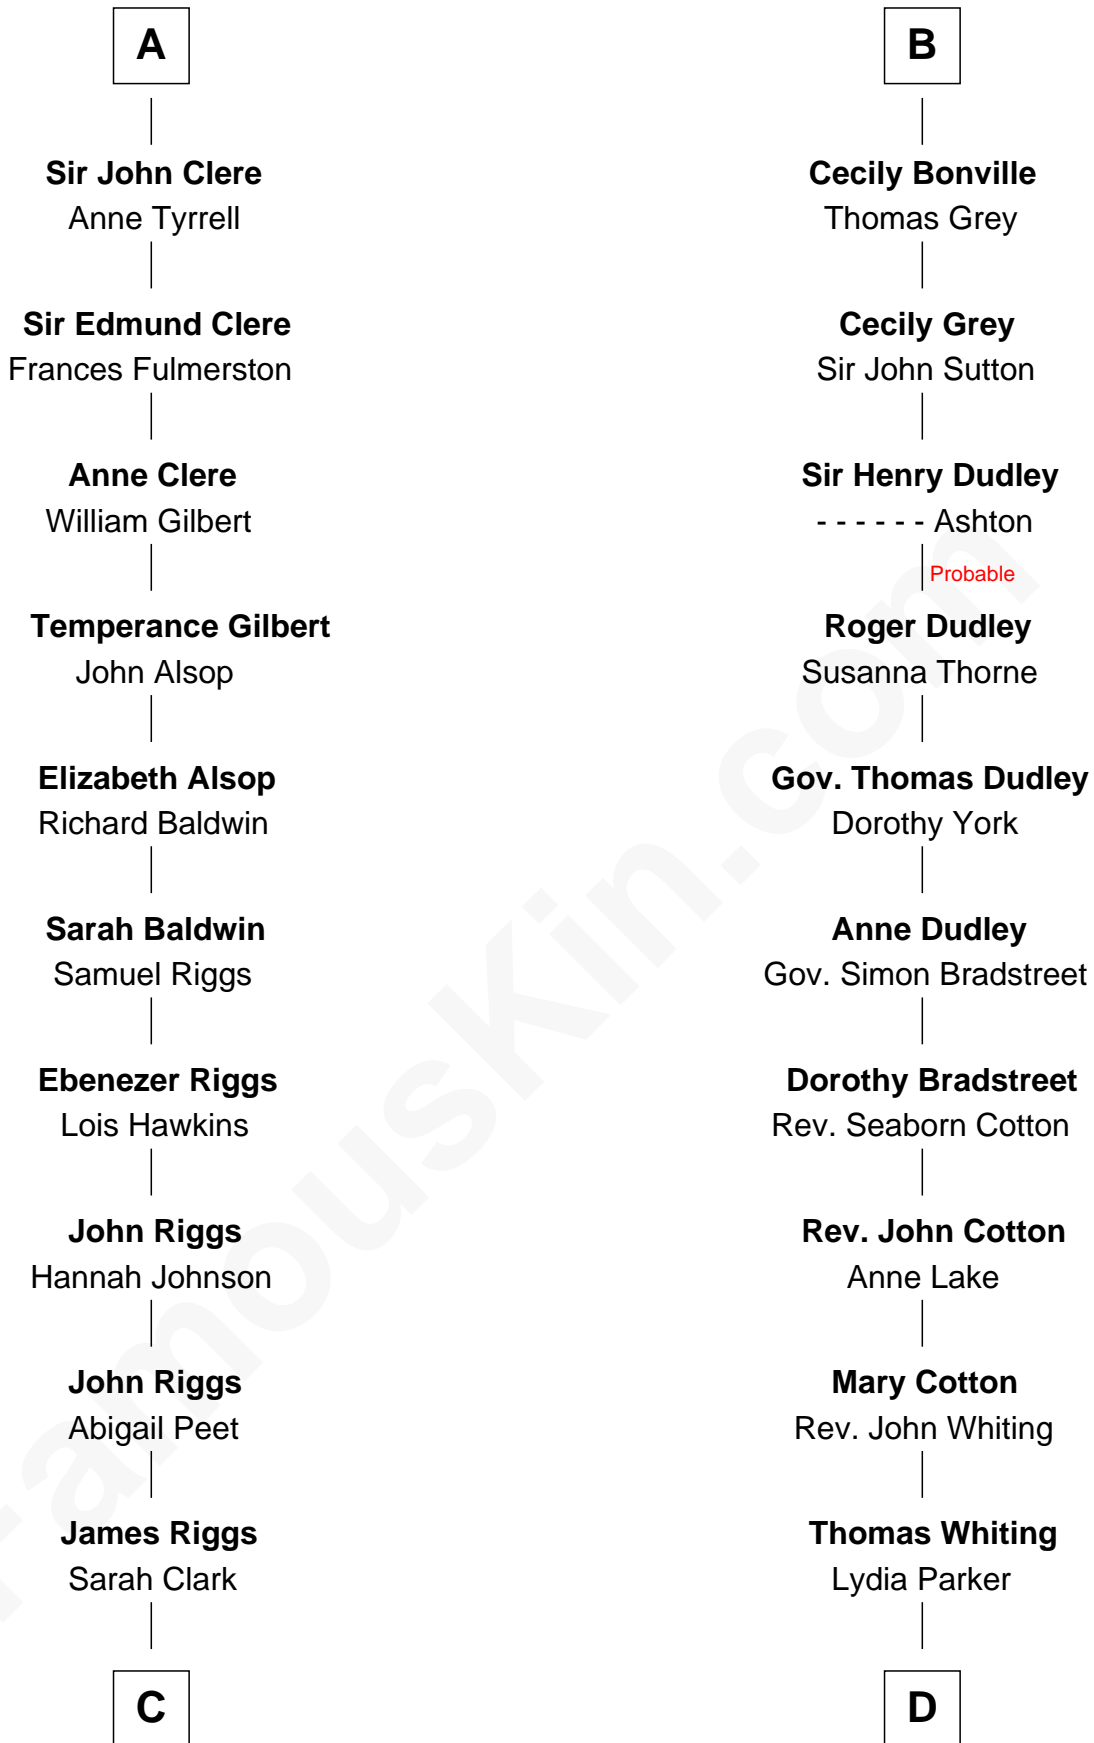 A
Sir John Clere
Anne Tyrrell
Sir Edmund Clere
Frances Fulmerston
Anne Clere
William Gilbert
Temperance Gilbert
John Alsop
Elizabeth Alsop
Richard Baldwin
Sarah Baldwin
Samuel Riggs
Ebenezer Riggs
Lois Hawkins
John Riggs
Hannah Johnson
John Riggs
Abigail Peet
James Riggs
Sarah Clark
C
B
Cecily Bonville
Thomas Grey
Cecily Grey
Sir John Sutton
Sir Henry Dudley
- - - - - - Ashton
Probable
Roger Dudley
Susanna Thorne
Gov. Thomas Dudley
Dorothy York
Anne Dudley
Gov. Simon Bradstreet
Dorothy Bradstreet
Rev. Seaborn Cotton
Rev. John Cotton
Anne Lake
Mary Cotton
Rev. John Whiting
Thomas Whiting
Lydia Parker
D
FamousKin.com